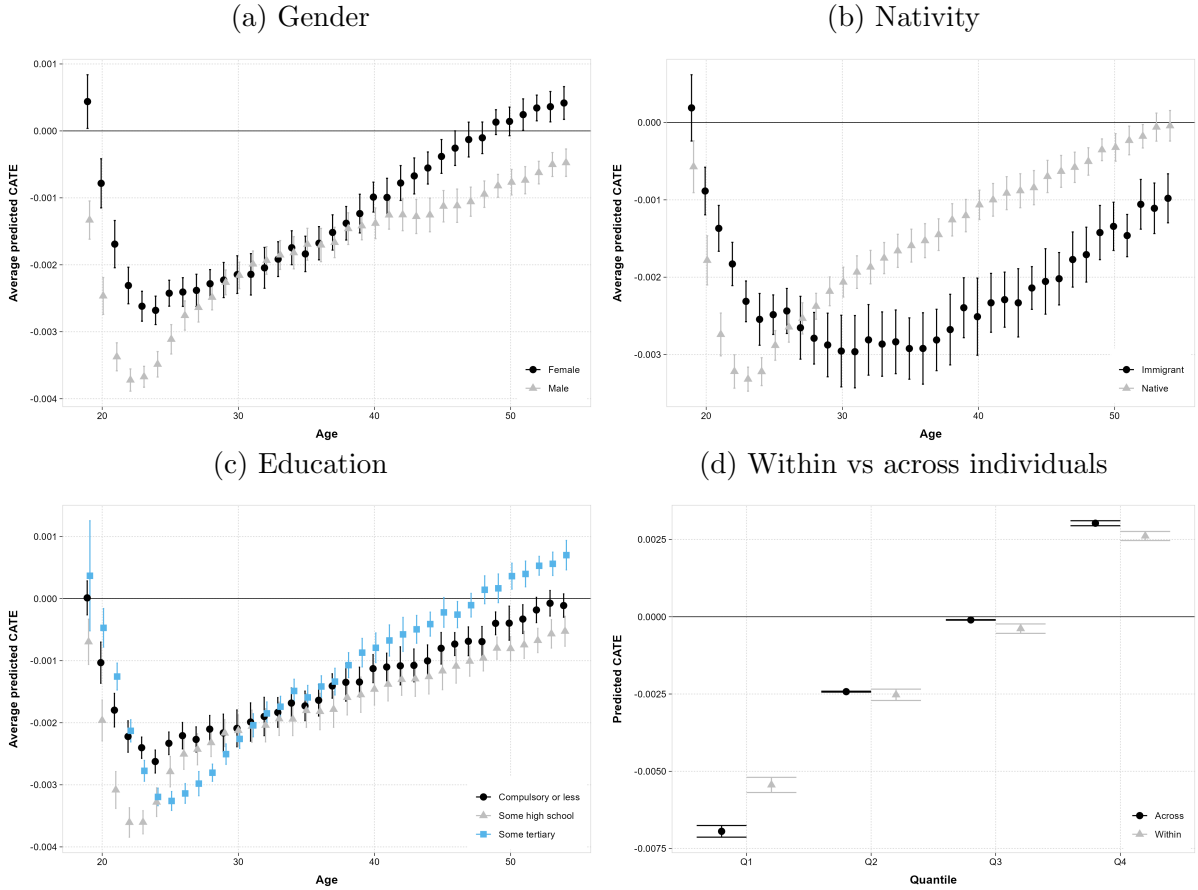 (a) Gender
(b) Nativity
Average predicted CATE
0.001
0.000
-0.001
-0.002
-0.003
-0.004
20
30
40
50
Age
Female
Male
Average predicted CATE
0.000
-0.001
-0.002
-0.003
20
30
40
50
Age
Immigrant
Native
(c) Education
(d) Within vs across individuals
Average predicted CATE
0.001
0.000
-0.001
-0.002
-0.003
-0.004
20
30
40
50
Age
Compulsory or less
Some high school
Some tertiary
Predicted CATE
0.0025
0.0000
-0.0025
-0.0050
-0.0075
Q1
Q2
Q3
Q4
Quantile
Across
Within